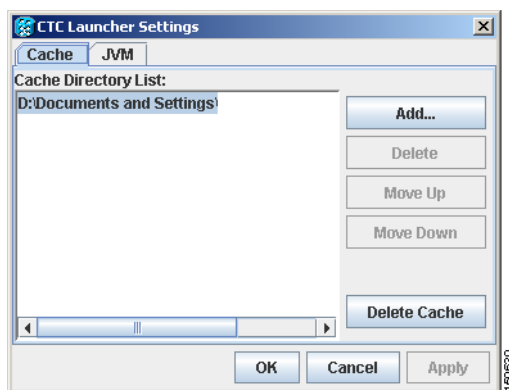 CTC Launcher Settings
Cache JVM
Cache Directory List:
D:\Documents and Settings\
Add...
Delete
Move Up
Move Down
Delete Cache
OK Cancel Apply